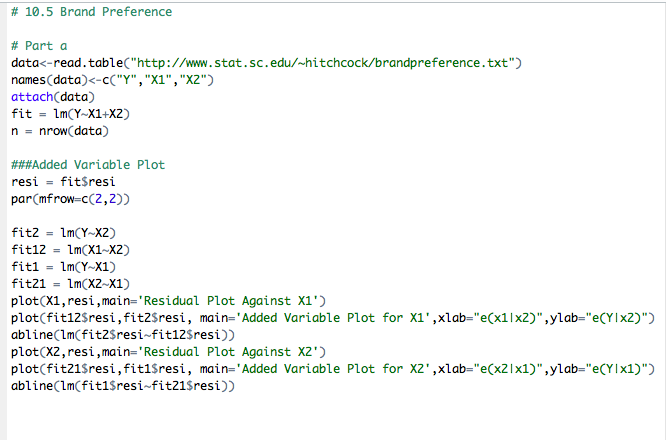 # 10.5 Brand Preference
# Part a
data<-read.table("http://www.stat.sc.edu/~hitchcock/brandpreference.txt")
names(data)<-c("Y","X1","X2")
attach(data)
fit = lm(Y~X1+X2)
n = nrow(data)
###Added Variable Plot
resi = fit$resi
par(mfrow=c(2,2))
fit2 = lm(Y~X2)
fit12 = lm(X1~X2)
fit1 = lm(Y~X1)
fit21 = lm(X2~X1)
plot(X1,resi,main='Residual Plot Against X1')
plot(fit12$resi,fit2$resi, main='Added Variable Plot for X1',xlab="e(x1|x2)",ylab="e(Y|x2)")
abline(lm(fit2$resi~fit12$resi))
plot(X2,resi,main='Residual Plot Against X2')
plot(fit21$resi,fit1$resi, main='Added Variable Plot for X2',xlab="e(x2|x1)",ylab="e(Y|x1)")
abline(lm(fit1$resi~fit21$resi))